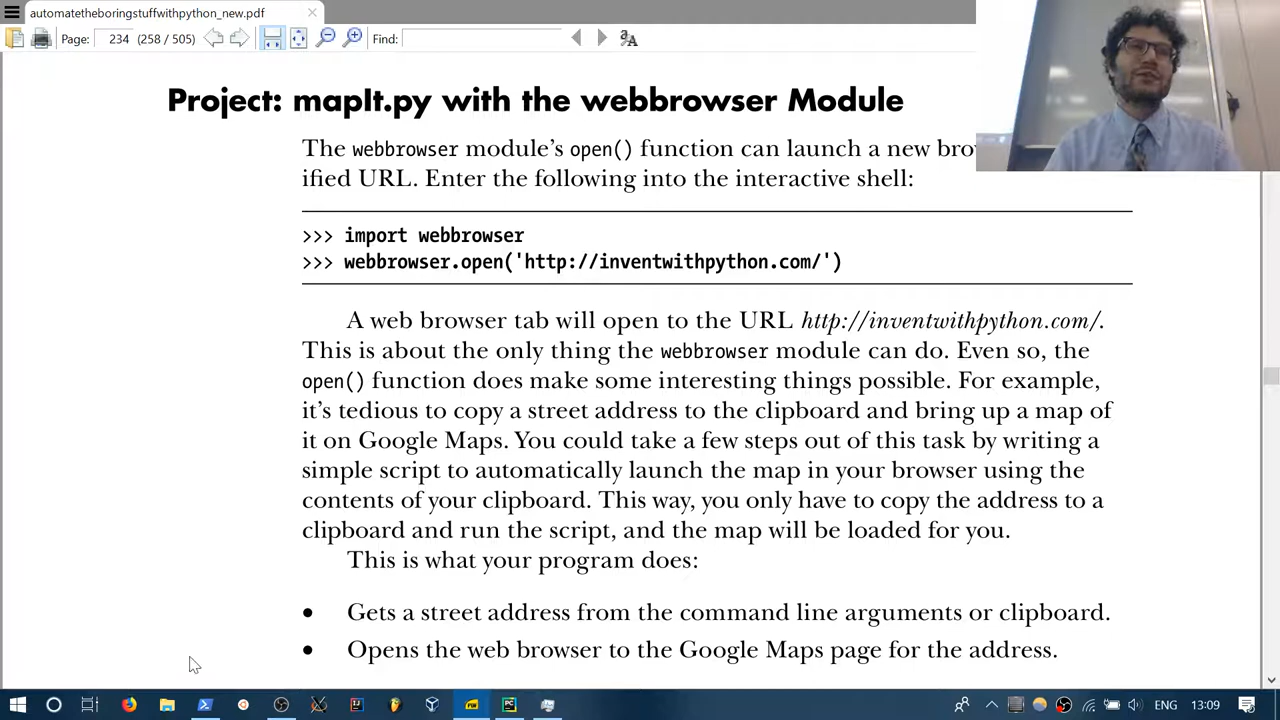 automatetheboringstuffwithpython_new.pdf
Page: 234 (258 / 505) Find:
Project: mapIt.py with the webbrowser Module
The webbrowser module’s open() function can launch a new
ified URL. Enter the following into the interactive shell:
>>> import webbrowser
>>> webbrowser.open('http://inventwithpython.com/')
A web browser tab will open to the URL http://inventwithpython.com/.
This is about the only thing the webbrowser module can do. Even so, the
open() function does make some interesting things possible. For example,
it’s tedious to copy a street address to the clipboard and bring up a map of
it on Google Maps. You could take a few steps out of this task by writing a
simple script to automatically launch the map in your browser using the
contents of your clipboard. This way, you only have to copy the address to a
clipboard and run the script, and the map will be loaded for you.
This is what your program does:
• Gets a street address from the command line arguments or clipboard.
• Opens the web browser to the Google Maps page for the address.
ENG 13:09